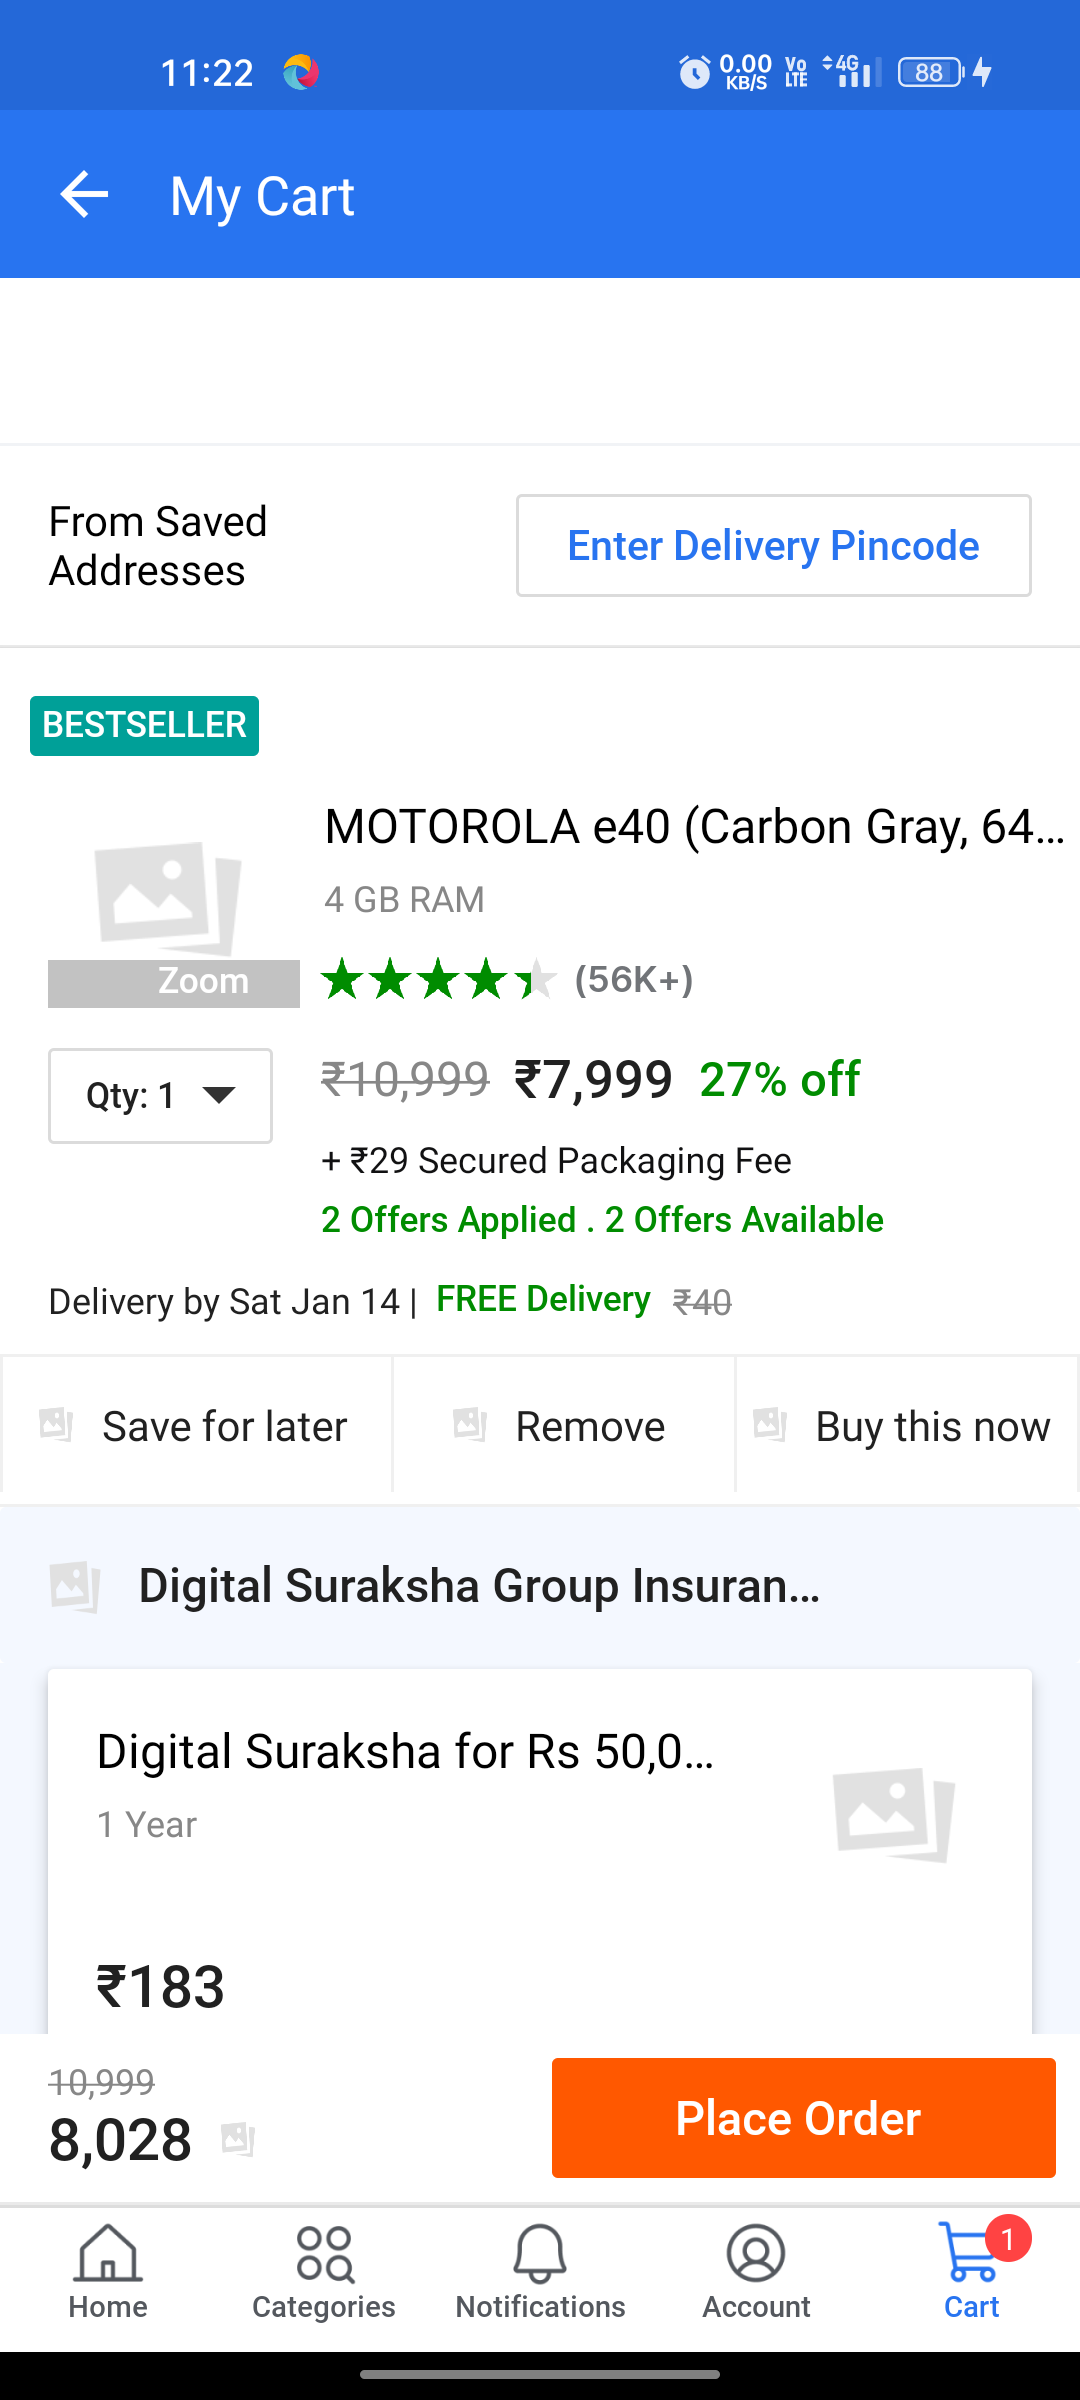 11:22
0.00 KB/S
Vo LTE
4G
88
My Cart
From Saved
Addresses
Enter Delivery Pincode
BESTSELLER
MOTOROLA e40 (Carbon Gray, 64...
4 GB RAM
Zoom
(56K+)
Qty: 1
₹10,999 ₹7,999 27% off
+ ₹29 Secured Packaging Fee
2 Offers Applied . 2 Offers Available
Delivery by Sat Jan 14 | FREE Delivery ₹40
Save for later
Remove
Buy this now
Digital Suraksha Group Insuran...
Digital Suraksha for Rs 50,0...
1 Year
₹183
10,999
8,028
Place Order
Home
Categories
Notifications
Account
1
Cart